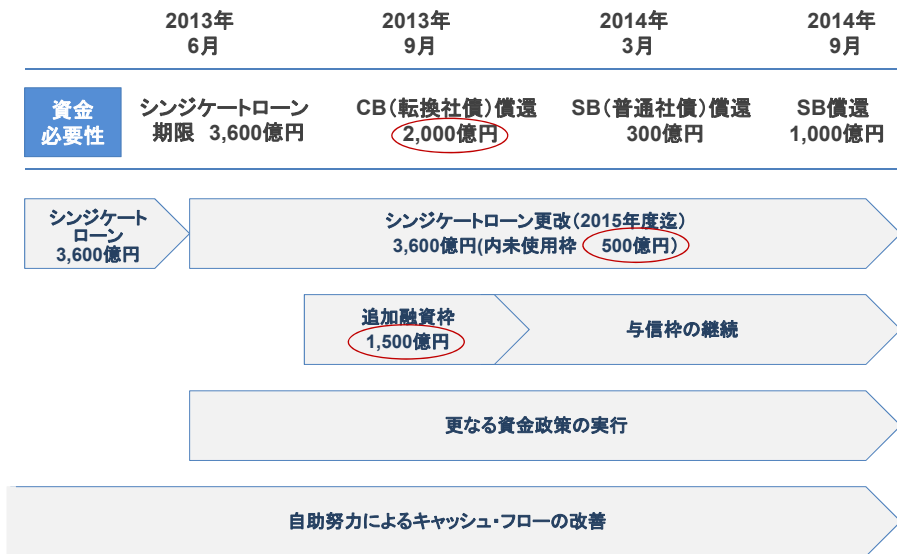 2013年
6月
2013年
9月
2014年
3月
2014年
9月
資金
必要性
シンジケートローン
期限 3,600億円
CB(転換社債)償還
2,000億円
SB(普通社債)償還
300億円
SB償還
1,000億円
シンジケート
ローン
3,600億円
シンジケートローン更改(2015年度迄)
3,600億円(内未使用枠 500億円)
追加融資枠
1,500億円
与信枠の継続
更なる資金政策の実行
自助努力によるキャッシュ・フローの改善